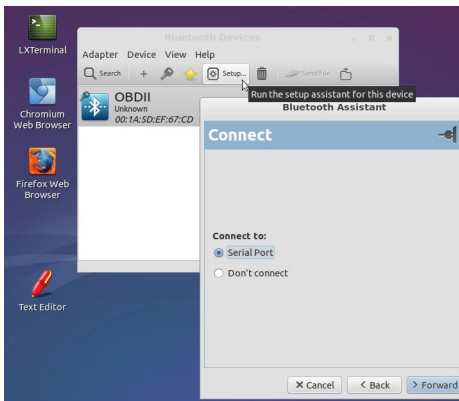 LXTerminal
Chromium
Web Browser
Firefox Web
Browser
Text Editor
Bluetooth Devices
Adapter Device View Help
Search Setup... Send File
OBDII
Unknown
00:1A:5D:EF:67:CD
Run the setup assistant for this device
Bluetooth Assistant
Connect
Connect to:
Serial Port
Don't connect
Cancel Back Forward